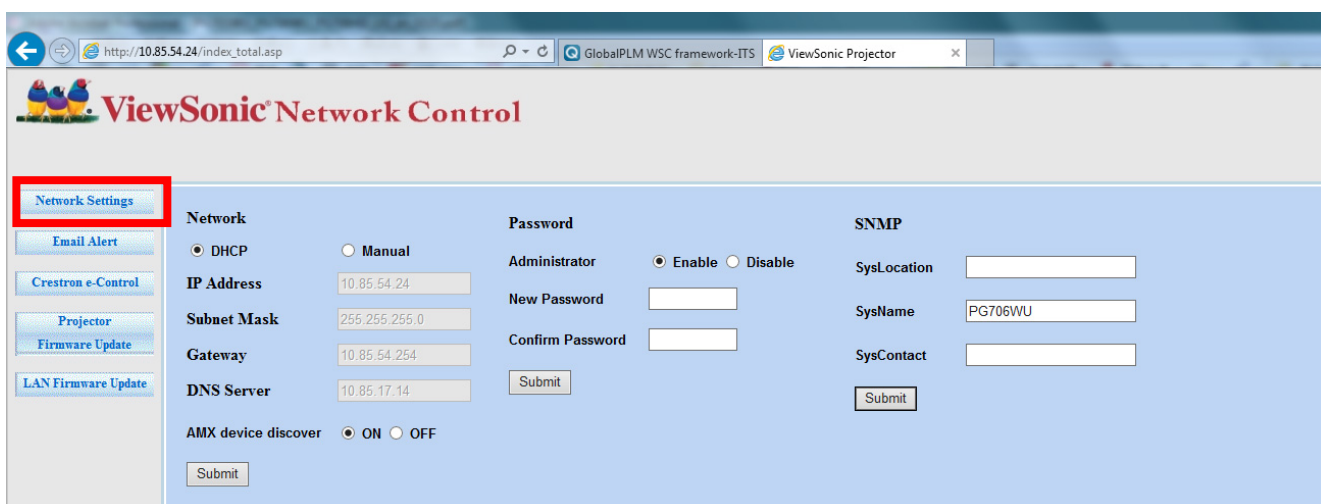 http://10.85.54.24/index_total.asp
GlobalPLM WSC framework-ITS
ViewSonic Projector
ViewSonic® Network Control
Network Settings
Email Alert
Crestron e-Control
Projector
Firmware Update
LAN Firmware Update
Network
DHCP Manual
IP Address 10.85.54.24
Subnet Mask 255.255.255.0
Gateway 10.85.54.254
DNS Server 10.85.17.14
AMX device discover ON OFF
Submit
Password
Administrator Enable Disable
New Password
Confirm Password
Submit
SNMP
SysLocation
SysName PG706WU
SysContact
Submit